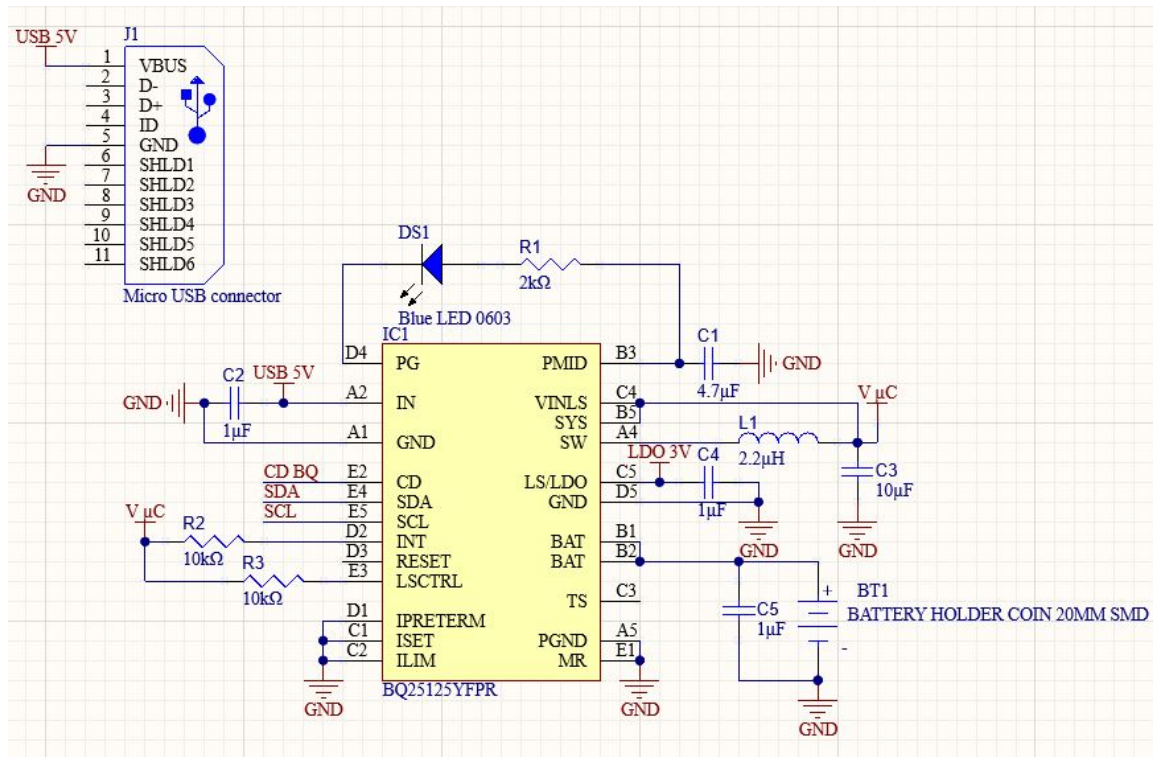 USB 5V
J1
1 VBUS
2 D-
3 D+
4 ID
5 GND
6 SHLD1
7 SHLD2
8 SHLD3
9 SHLD4
10 SHLD5
11 SHLD6
GND
Micro USB connector
DS1
R1
2kΩ
Blue LED 0603
IC1
D4 PG
PMID B3
C1
4.7µF
GND
C2
1µF
GND
USB 5V
A2 IN
VINLS C4
SYS B5
V µC
A1 GND
SW A4
L1
2.2µH
LDO 3V
C4
1µF
C3
10µF
CD BQ E2 CD
LS/LDO C5
SDA E4 SDA
GND D5
SCL E5 SCL
GND
GND
V µC
R2
10kΩ
D2 INT
BAT B1
D3 RESET
BAT B2
R3
10kΩ
E3 LSCTRL
TS C3
C5
1µF
+
BT1
BATTERY HOLDER COIN 20MM SMD
-
D1 IPRETERM
C1 ISET
PGND A5
C2 ILIM
MR E1
GND
BQ25125YFPR
GND
GND